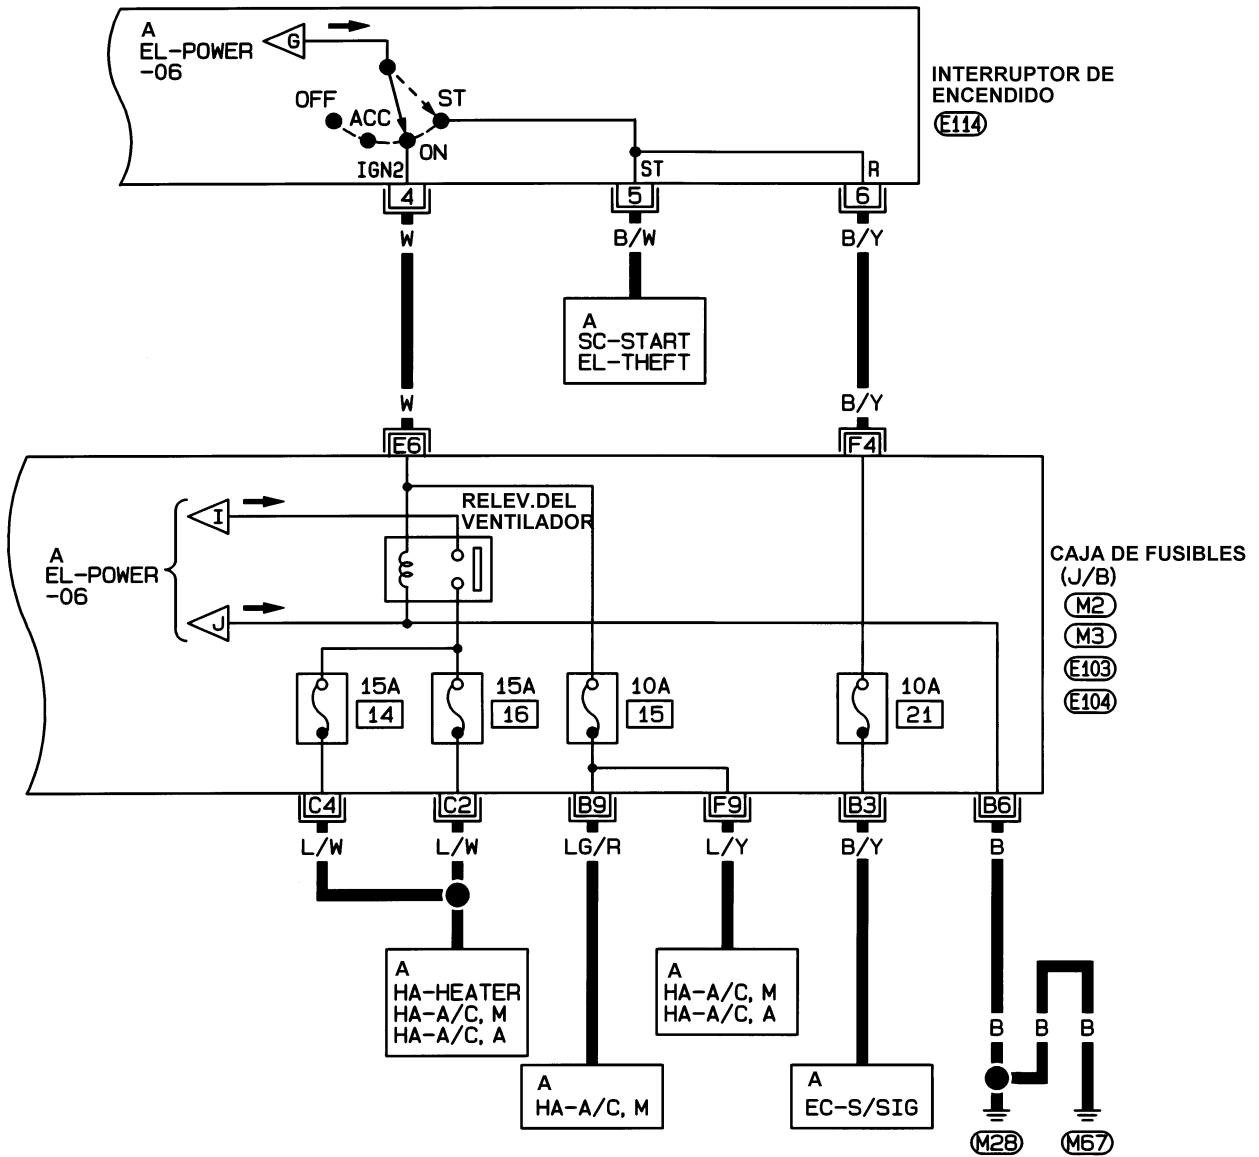 A
EL-POWER
-06
G
OFF
ACC
ST
ON
IGN2
ST
R
INTERRUPTOR DE
ENCENDIDO
E114
4
5
6
W
B/W
B/Y
A
SC-START
EL-THEFT
W
B/Y
E6
F4
I
RELEV.DEL
VENTILADOR
A
EL-POWER
-06
J
CAJA DE FUSIBLES
(J/B)
M2
M3
E103
E104
15A
14
15A
16
10A
15
10A
21
C4
C2
B9
F9
B3
B6
L/W
L/W
LG/R
L/Y
B/Y
B
A
HA-HEATER
HA-A/C, M
HA-A/C, A
A
HA-A/C, M
HA-A/C, A
B
B
B
A
HA-A/C, M
A
EC-S/SIG
M28
M67